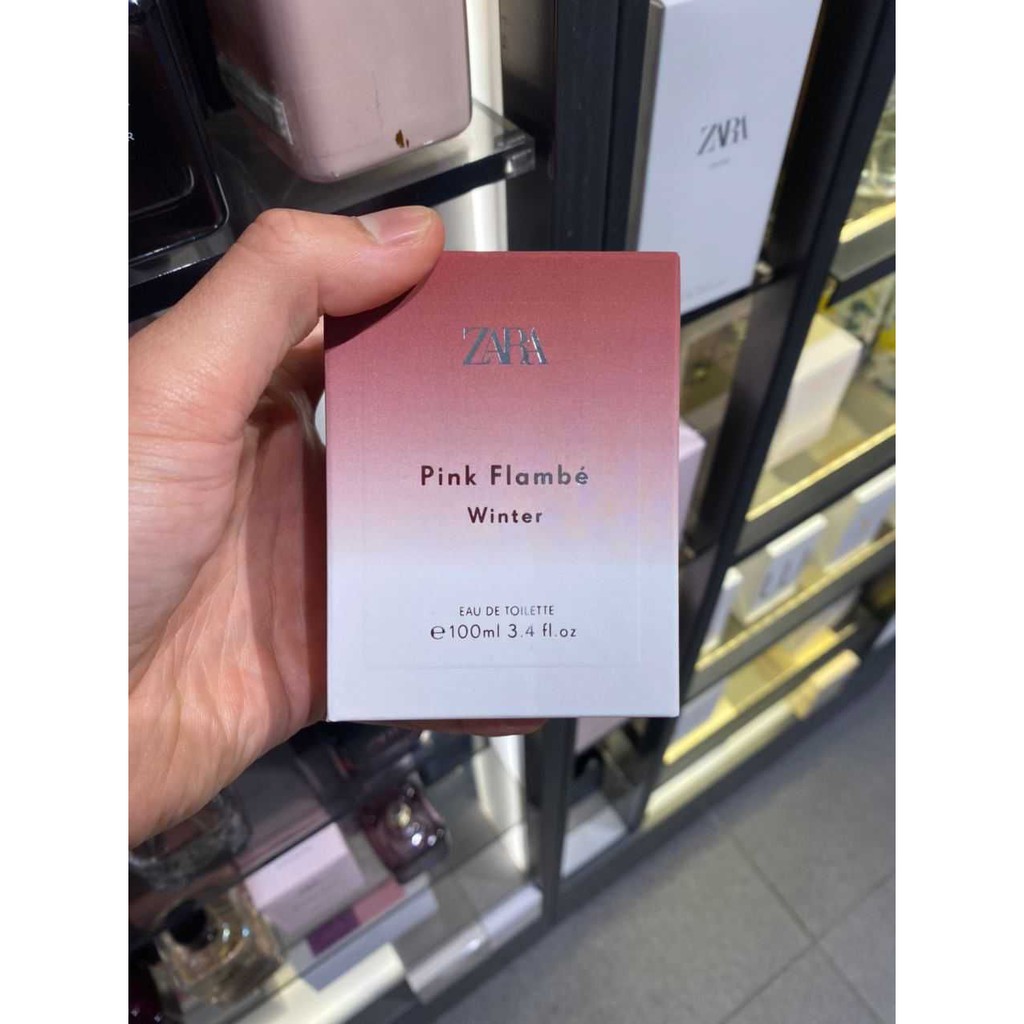 ZARA
ZARA
Pink Flambé
Winter
EAU DE TOILETTE
℮100ml 3.4 fl.oz